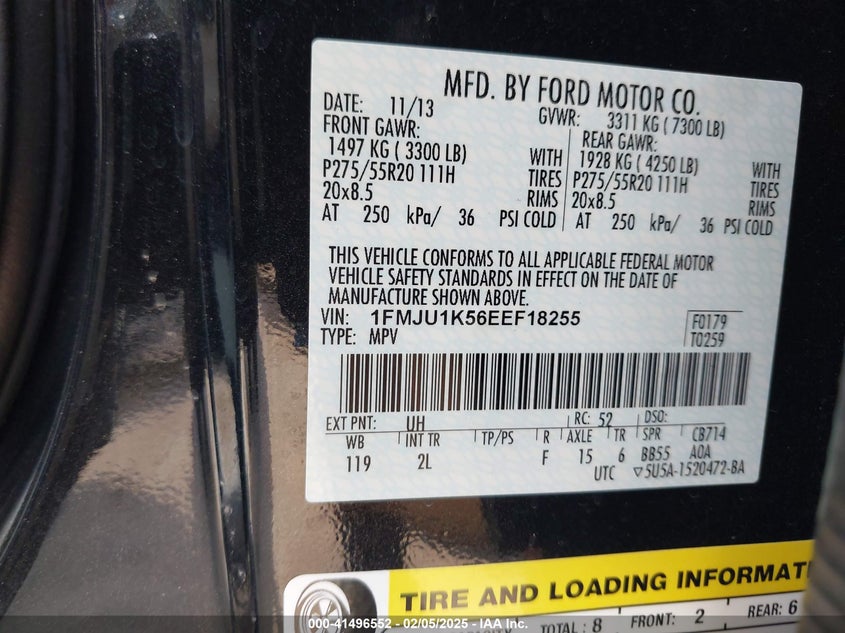 MFD. BY FORD MOTOR CO.
DATE: 11/13
GVWR: 3311 KG ( 7300 LB)
FRONT GAWR:
1497 KG ( 3300 LB) WITH
P275/55R20 111H TIRES
20x8.5 RIMS
AT 250 kPa/ 36 PSI COLD
REAR GAWR:
1928 KG ( 4250 LB) WITH
P275/55R20 111H TIRES
20x8.5 RIMS
AT 250 kPa/ 36 PSI COLD
THIS VEHICLE CONFORMS TO ALL APPLICABLE FEDERAL MOTOR
VEHICLE SAFETY STANDARDS IN EFFECT ON THE DATE OF
MANUFACTURE SHOWN ABOVE.
VIN: 1FMJU1K56EEF18255
TYPE: MPV
F0179
T0259
EXT PNT: UH RC: 52 DSO:
WB INT TR TP/PS R AXLE TR SPR CB714
119 2L F 15 6 BB55 A0A
UTC ▽5U5A-1520472-BA
TIRE AND LOADING INFORMATI
TOTAL : 8 FRONT: 2 REAR: 6
000-41496552 - 02/05/2025 - IAA Inc.